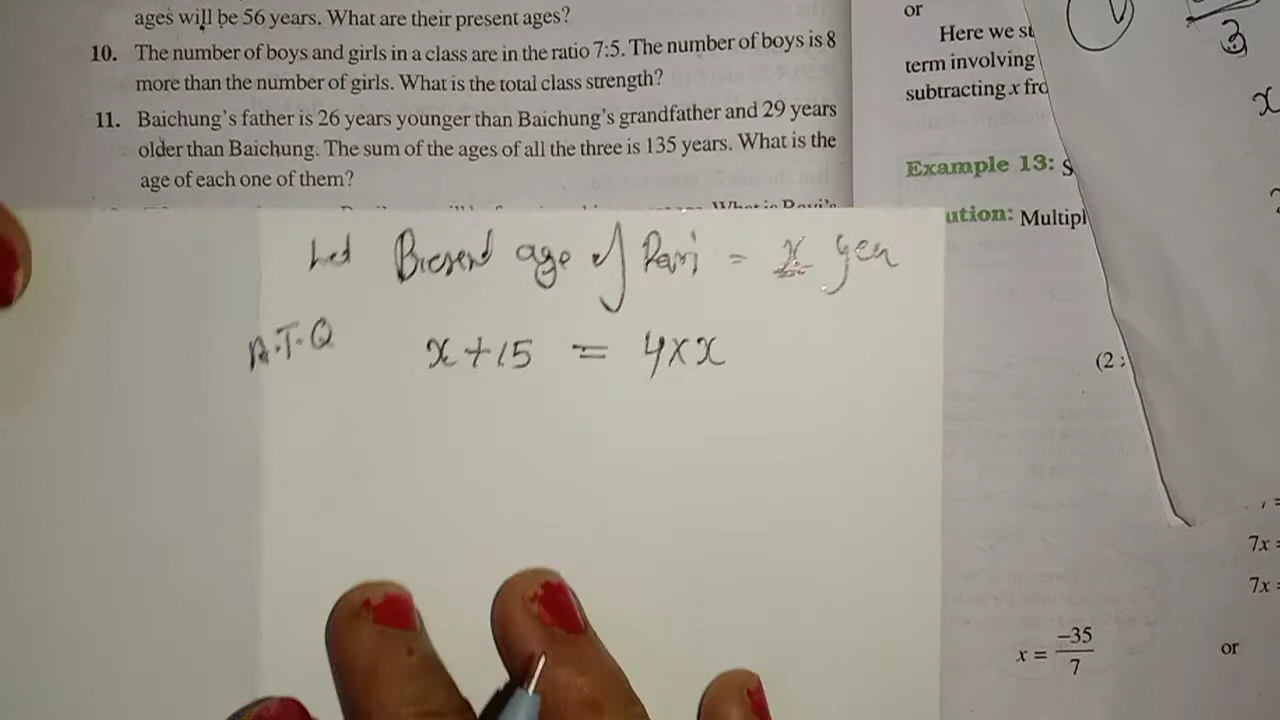 ages will be 56 years. What are their present ages?
10. The number of boys and girls in a class are in the ratio 7:5. The number of boys is 8
more than the number of girls. What is the total class strength?
11. Baichung's father is 26 years younger than Baichung's grandfather and 29 years
older than Baichung. The sum of the ages of all the three is 135 years. What is the
age of each one of them?
Let Present age of Ravi = x year
A.T.Q x + 15 = 4 × x
or
Here we st
term involving
subtracting x fro
Example 13: S
ution: Multipl
(2
7x =
7x =
x = -35/7 or
3
x